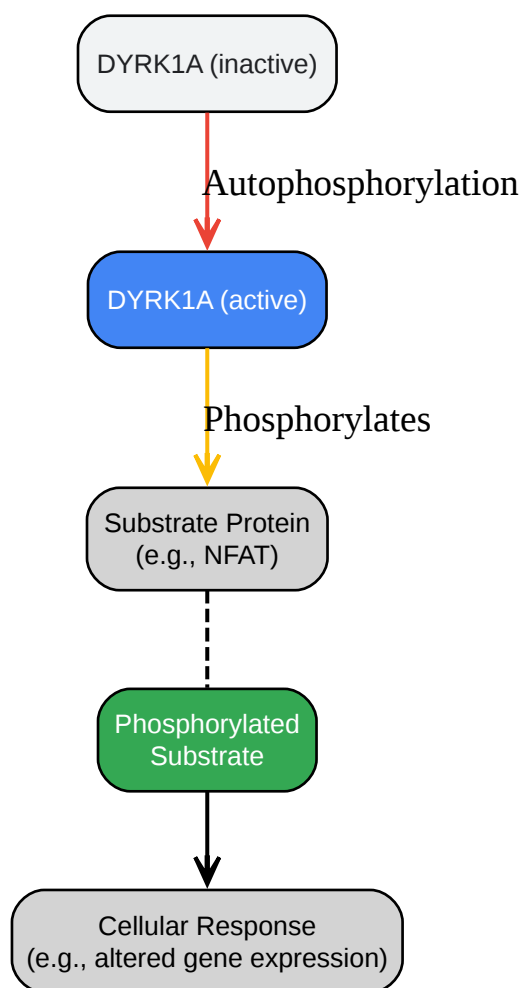 DYRK1A (inactive)
Autophosphorylation
DYRK1A (active)
Phosphorylates
Substrate Protein
(e.g., NFAT)
Phosphorylated
Substrate
Cellular Response
(e.g., altered gene expression)